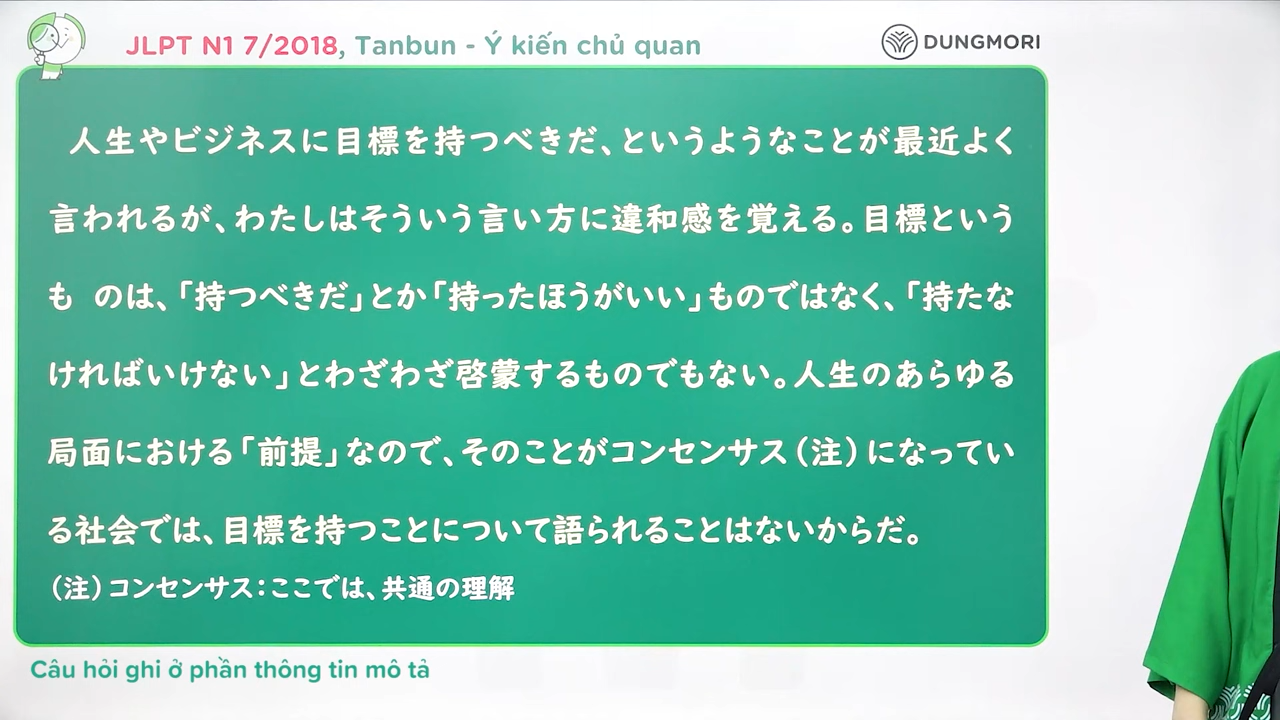 JLPT N1 7/2018, Tanbun - Ý kiến chủ quan
DUNGMORI
人生やビジネスに目標を持つべきだ、というようなことが最近よく
言われるが、わたしはそういう言い方に違和感を覚える。目標という
も のは、「持つべきだ」とか「持ったほうがいい」ものではなく、「持たな
ければいけない」とわざわざ啓蒙するものでもない。人生のあらゆる
局面における「前提」なので、そのことがコンセンサス（注）になってい
る社会では、目標を持つことについて語られることはないからだ。
（注）コンセンサス：ここでは、共通の理解
Câu hỏi ghi ở phần thông tin mô tả